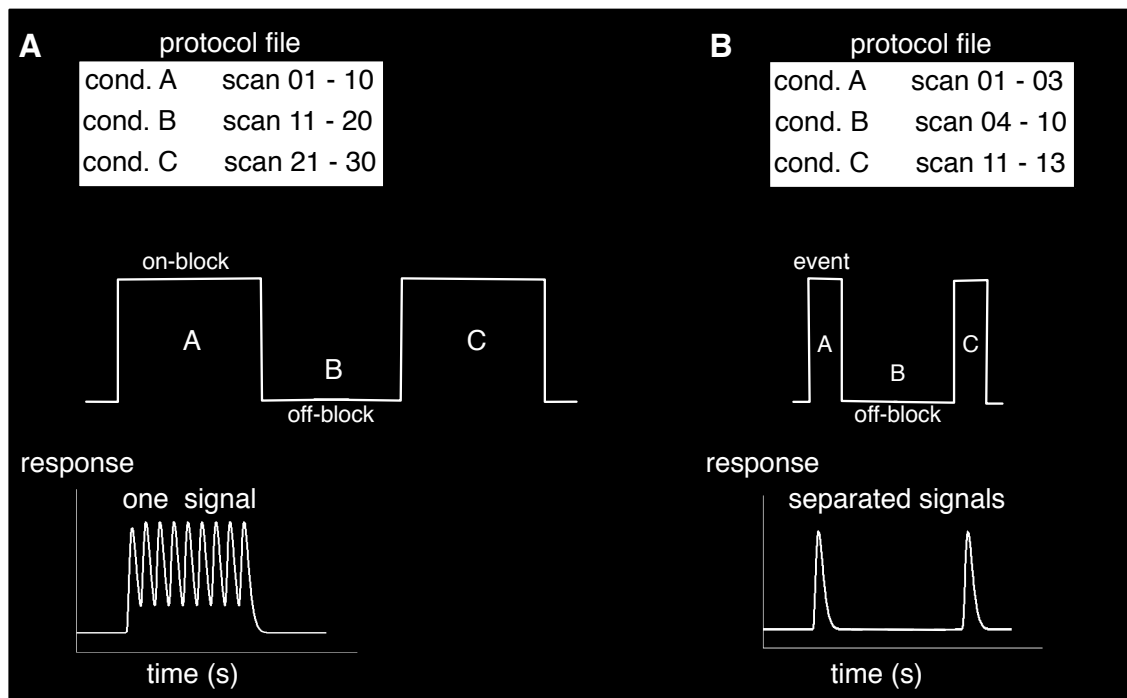 A
protocol file
cond. A scan 01 - 10
cond. B scan 11 - 20
cond. C scan 21 - 30
on-block
A
B
C
off-block
response
one signal
time (s)
B
protocol file
cond. A scan 01 - 03
cond. B scan 04 - 10
cond. C scan 11 - 13
event
A
B
C
off-block
response
separated signals
time (s)